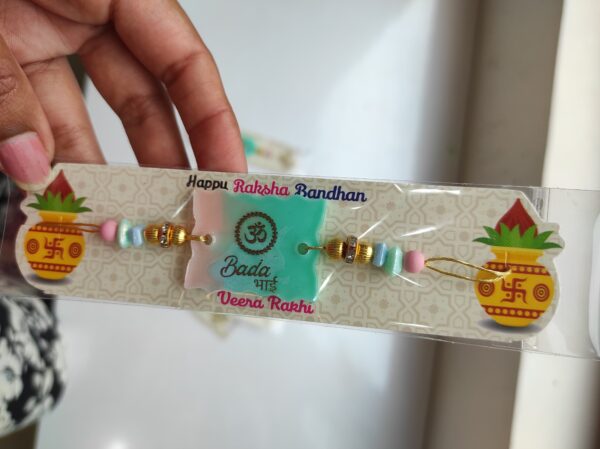 Happy Raksha Bandhan
ॐ
Bada
भाई
Veera Rakhi